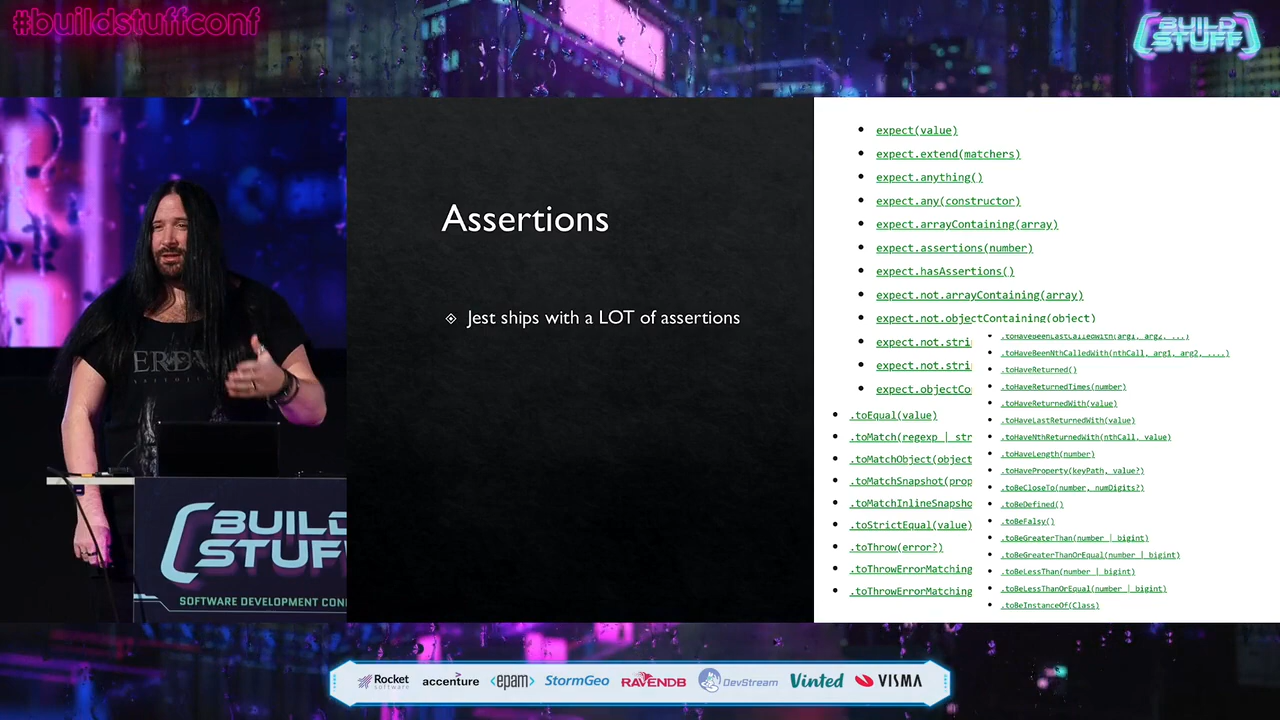 #buildstuffconf
BUILD
STUFF
ERDV
BUILD
STUF
SOFTWARE DEVELOPMENT CON
Assertions
Jest ships with a LOT of assertions
expect(value)
expect.extend(matchers)
expect.anything()
expect.any(constructor)
expect.arrayContaining(array)
expect.assertions(number)
expect.hasAssertions()
expect.not.arrayContaining(array)
expect.not.objectContaining(object)
expect.not.stri
expect.not.stri
expect.objectCo
.toEqual(value)
.toMatch(regexp | str
.toMatchObject(object
.toMatchSnapshot(prop
.toMatchInlineSnapsho
.toStrictEqual(value)
.toThrow(error?)
.toThrowErrorMatching
.toThrowErrorMatching
.toHaveBeenLastCalledWith(arg1, arg2, ...)
.toHaveBeenNthCalledWith(nthCall, arg1, arg2, ....)
.toHaveReturned()
.toHaveReturnedTimes(number)
.toHaveReturnedWith(value)
.toHaveLastReturnedWith(value)
.toHaveNthReturnedWith(nthCall, value)
.toHaveLength(number)
.toHaveProperty(keyPath, value?)
.toBeCloseTo(number, numDigits?)
.toBeDefined()
.toBeFalsy()
.toBeGreaterThan(number | bigint)
.toBeGreaterThanOrEqual(number | bigint)
.toBeLessThan(number | bigint)
.toBeLessThanOrEqual(number | bigint)
.toBeInstanceOf(Class)
Rocket software
accenture
<epam>
StormGeo
RAVENDB
DevStream
Vinted
VISMA